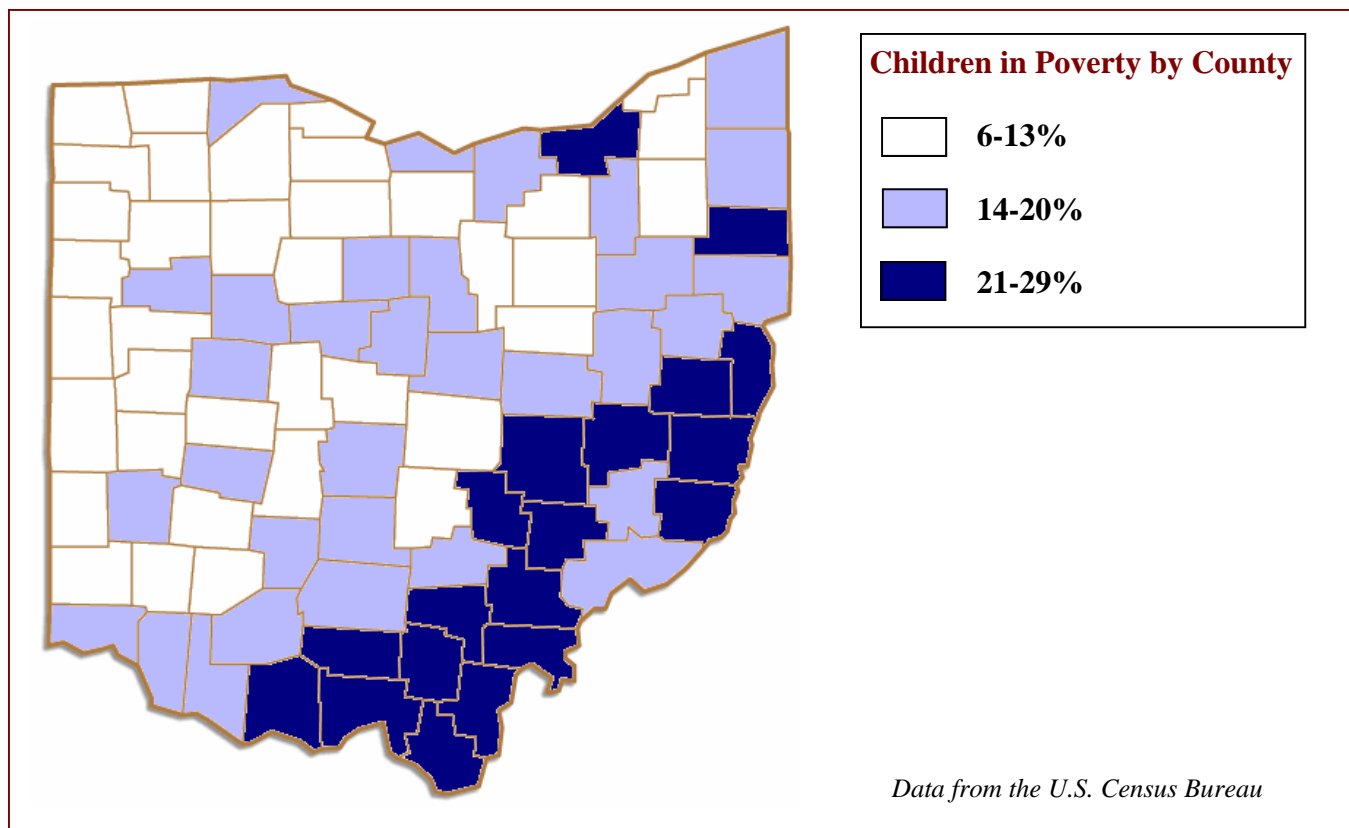 Children in Poverty by County
6-13%
14-20%
21-29%
Data from the U.S. Census Bureau